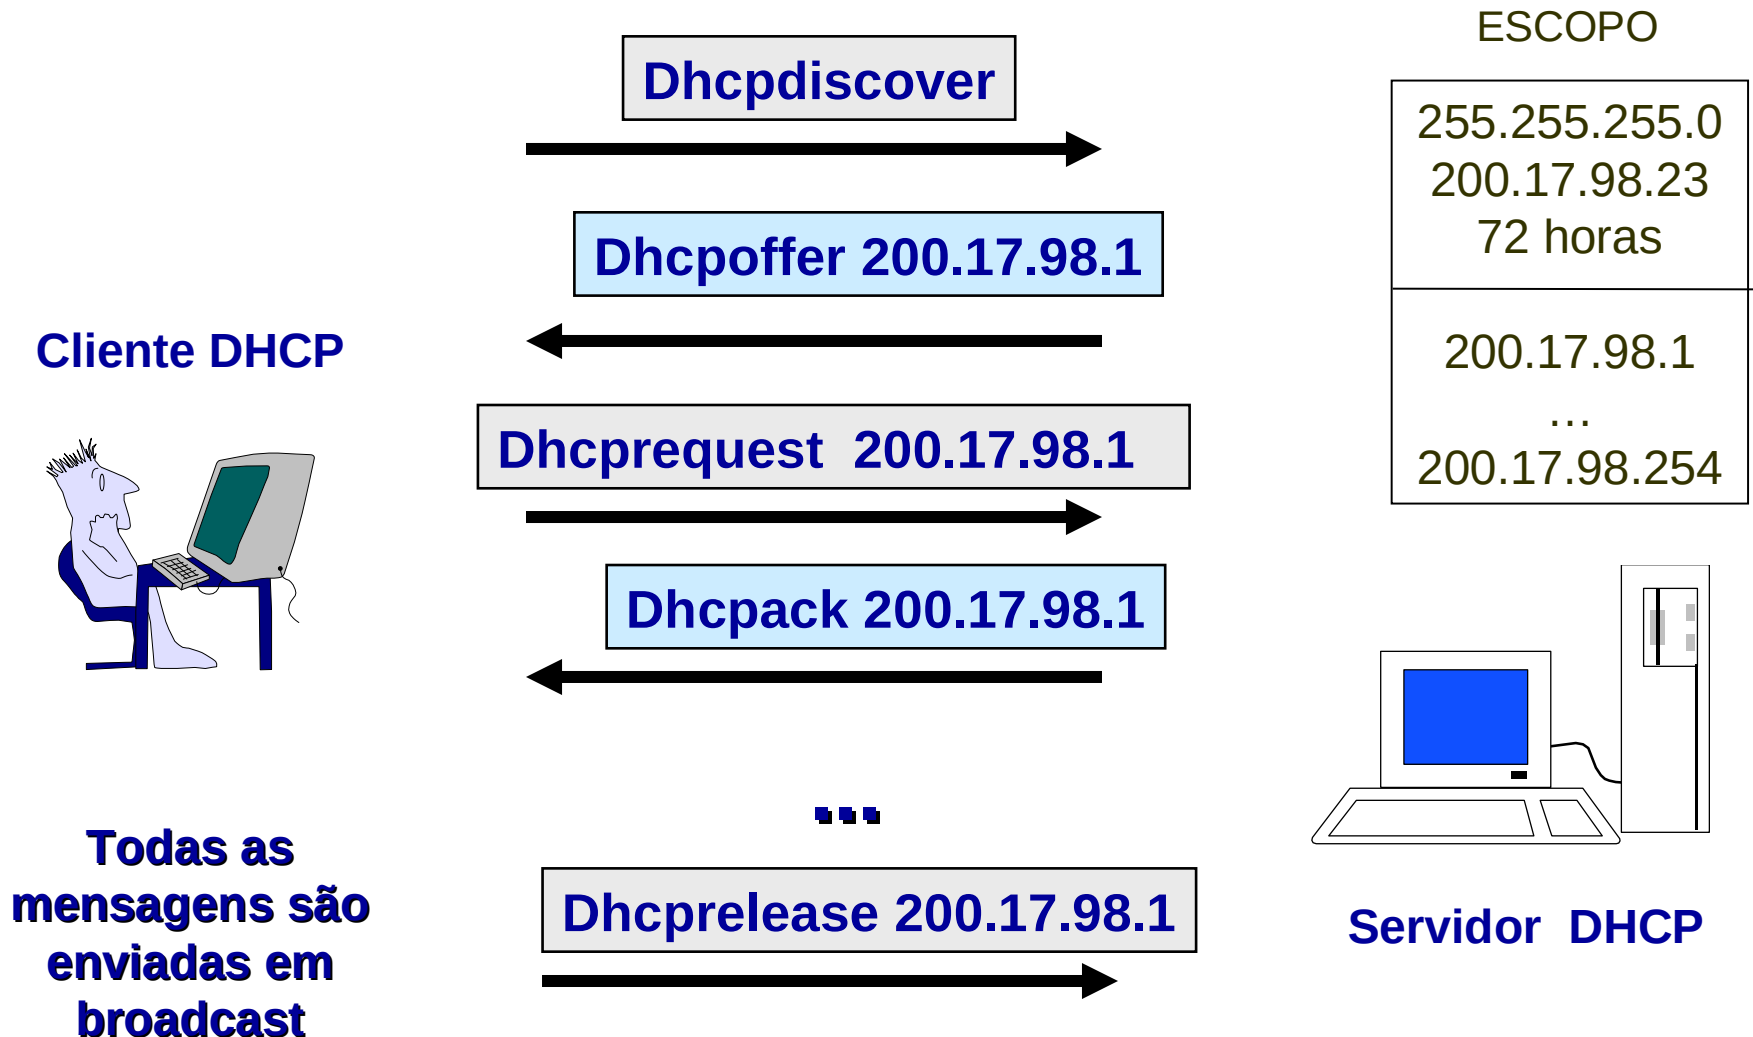 ESCOPO
Dhcpdiscover
255.255.255.0
200.17.98.23
72 horas
Dhcpoffer 200.17.98.1
Cliente DHCP
200.17.98.1
...
200.17.98.254
Dhcprequest  200.17.98.1
Dhcpack 200.17.98.1
...
Todas as
mensagens são
enviadas em
broadcast
Dhcprelease 200.17.98.1
Servidor  DHCP